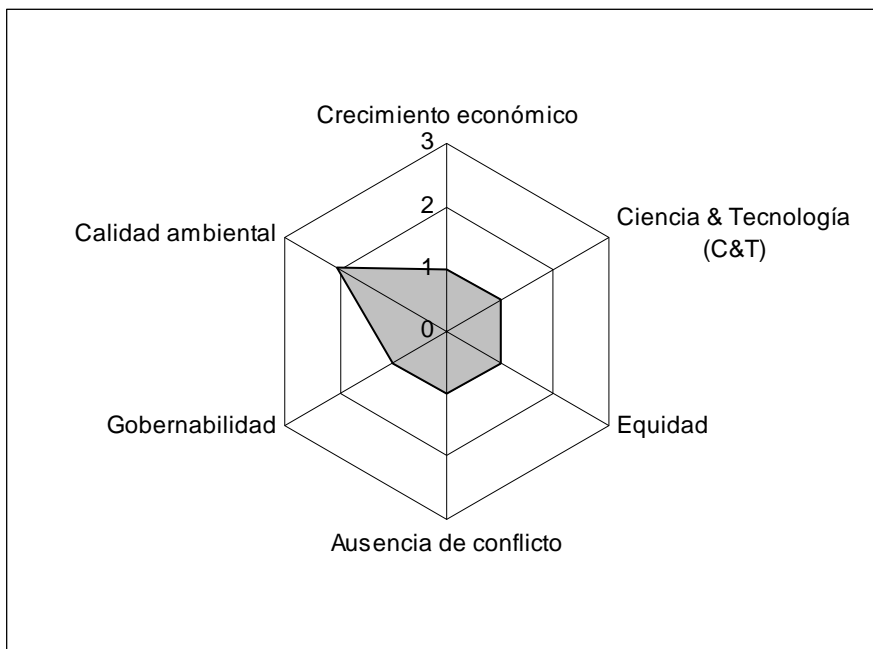 Crecimiento económico
3
2
1
0
Ciencia & Tecnología
(C&T)
Calidad ambiental
Gobernabilidad
Equidad
Ausencia de conflicto